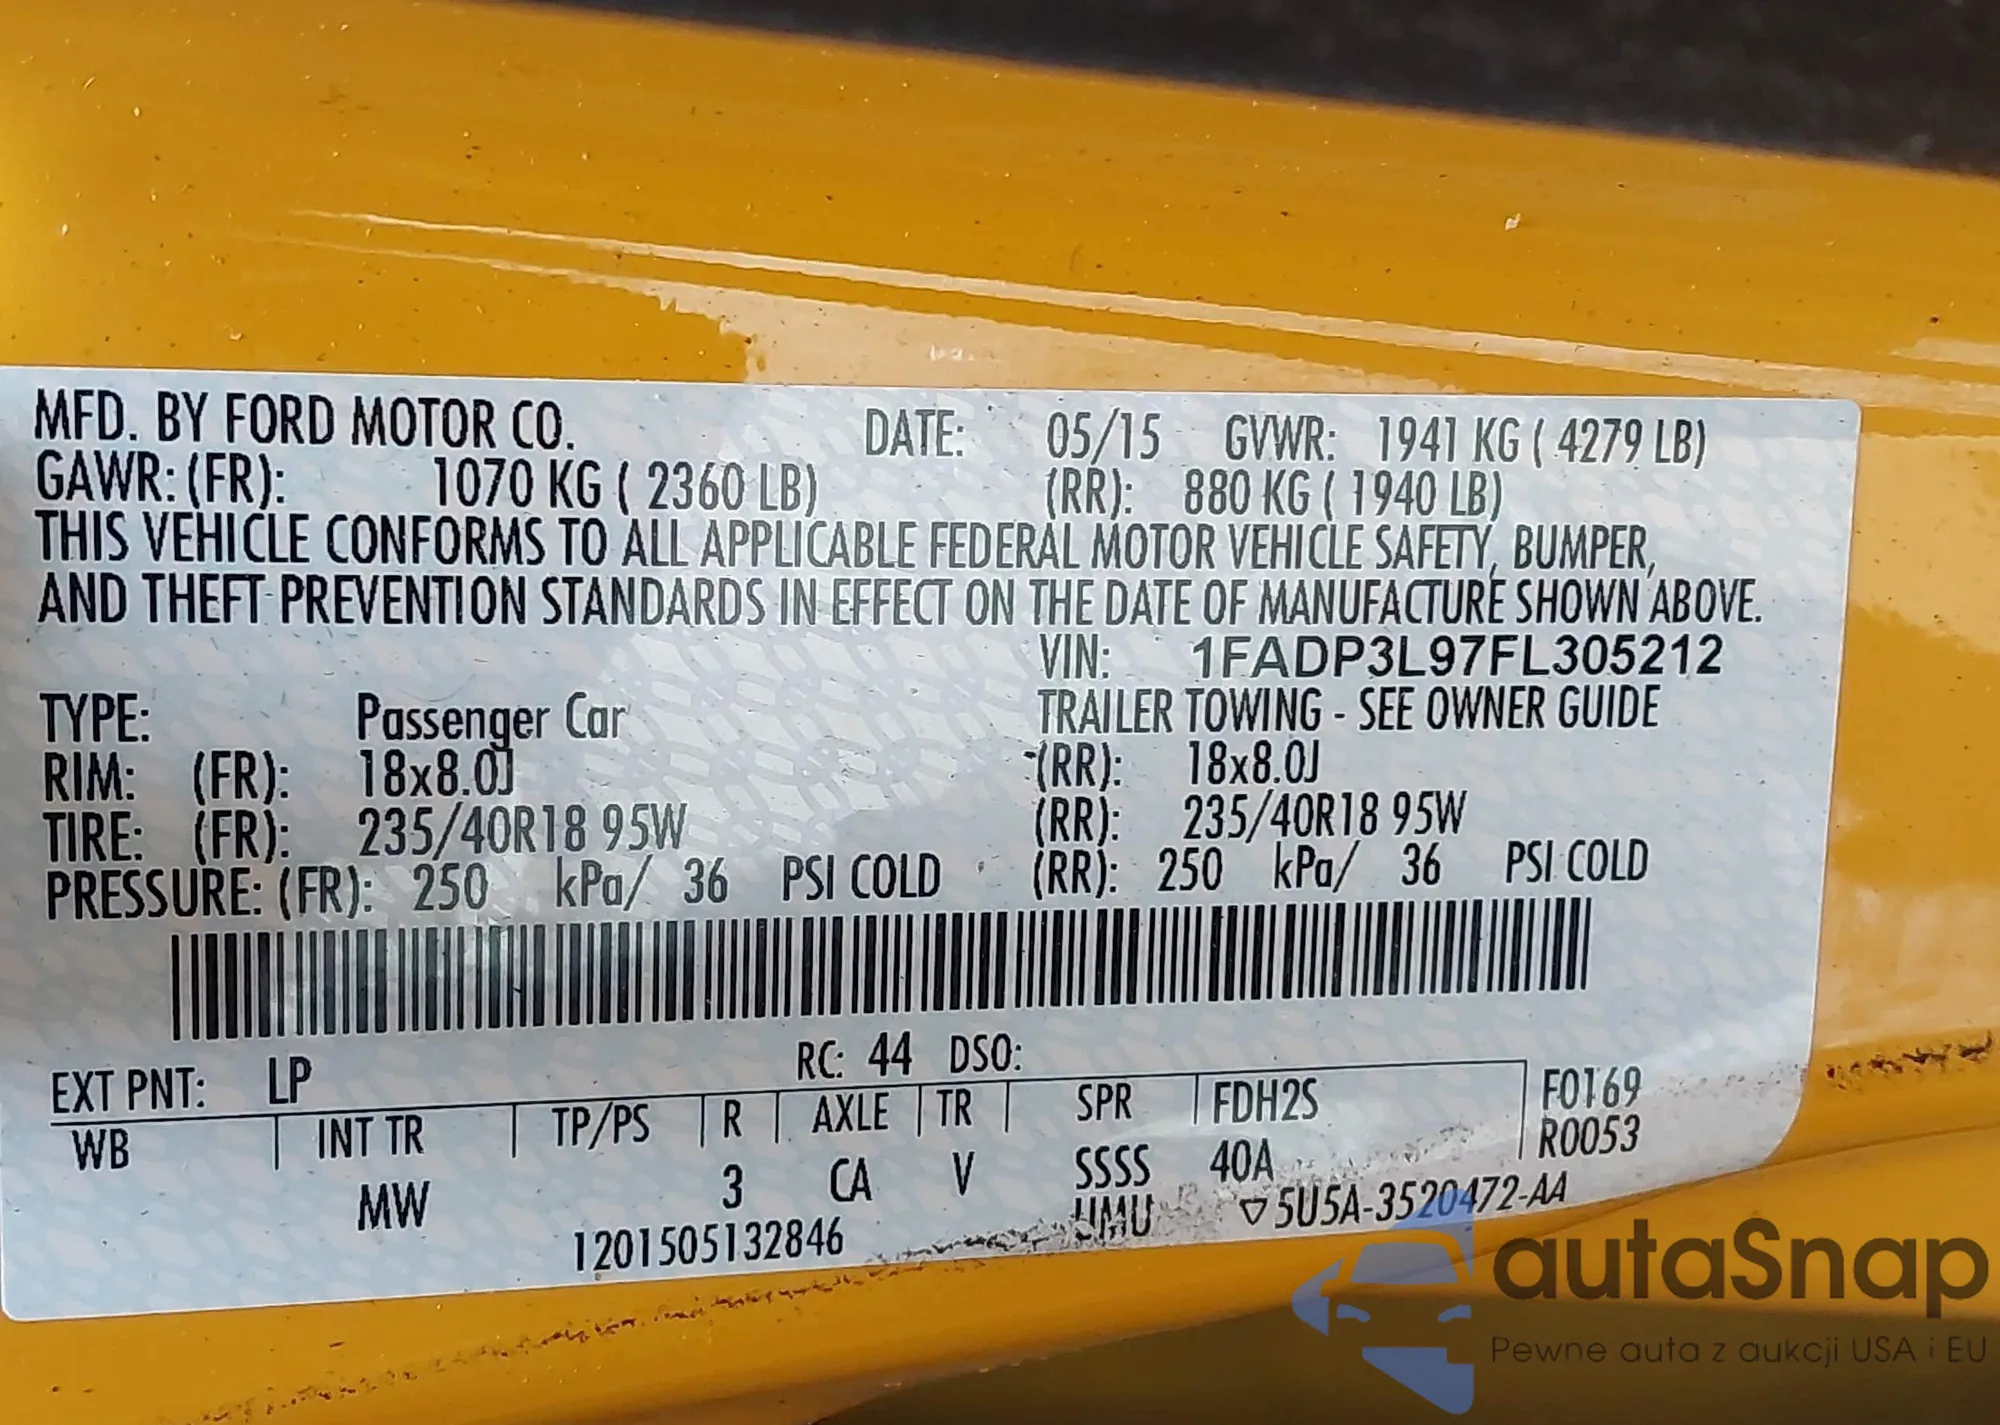 MFD. BY FORD MOTOR CO. DATE: 05/15 GVWR: 1941 KG ( 4279 LB)
GAWR: (FR): 1070 KG ( 2360 LB) (RR): 880 KG ( 1940 LB)
THIS VEHICLE CONFORMS TO ALL APPLICABLE FEDERAL MOTOR VEHICLE SAFETY, BUMPER,
AND THEFT PREVENTION STANDARDS IN EFFECT ON THE DATE OF MANUFACTURE SHOWN ABOVE.
VIN: 1FADP3L97FL305212
TYPE: Passenger Car TRAILER TOWING - SEE OWNER GUIDE
RIM: (FR): 18x8.0J (RR): 18x8.0J
TIRE: (FR): 235/40R18 95W (RR): 235/40R18 95W
PRESSURE: (FR): 250 kPa/ 36 PSI COLD (RR): 250 kPa/ 36 PSI COLD
EXT PNT: LP RC: 44 DSO:
WB INT TR TP/PS R AXLE TR SPR FDH2S F0169
MW 3 CA V SSSS 40A R0053
1201505132846 UMU ▽5U5A-3520472-AA
autaSnap
Pewne auta z aukcji USA i EU